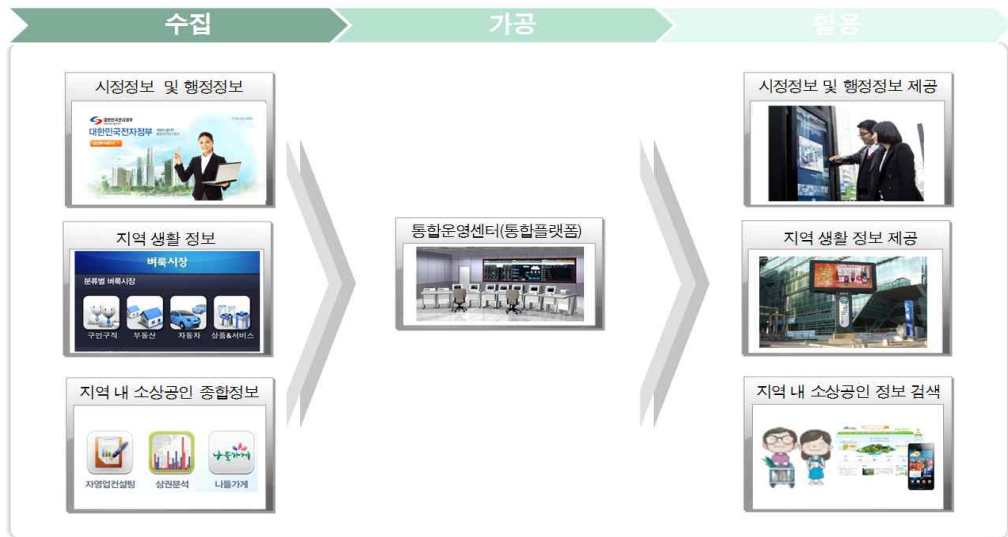 수집
가공
활용
시정정보 및 행정정보
대한민국전자정부
지역 생활 정보
벼룩시장
분류별 벼룩시장
구인구직 부동산 자동차 상품&서비스
지역 내 소상공인 종합정보
나들가게
자영업컨설팅 상권분석 나들가게
통합운영센터(통합플랫폼)
시정정보 및 행정정보 제공
지역 생활 정보 제공
지역 내 소상공인 정보 검색